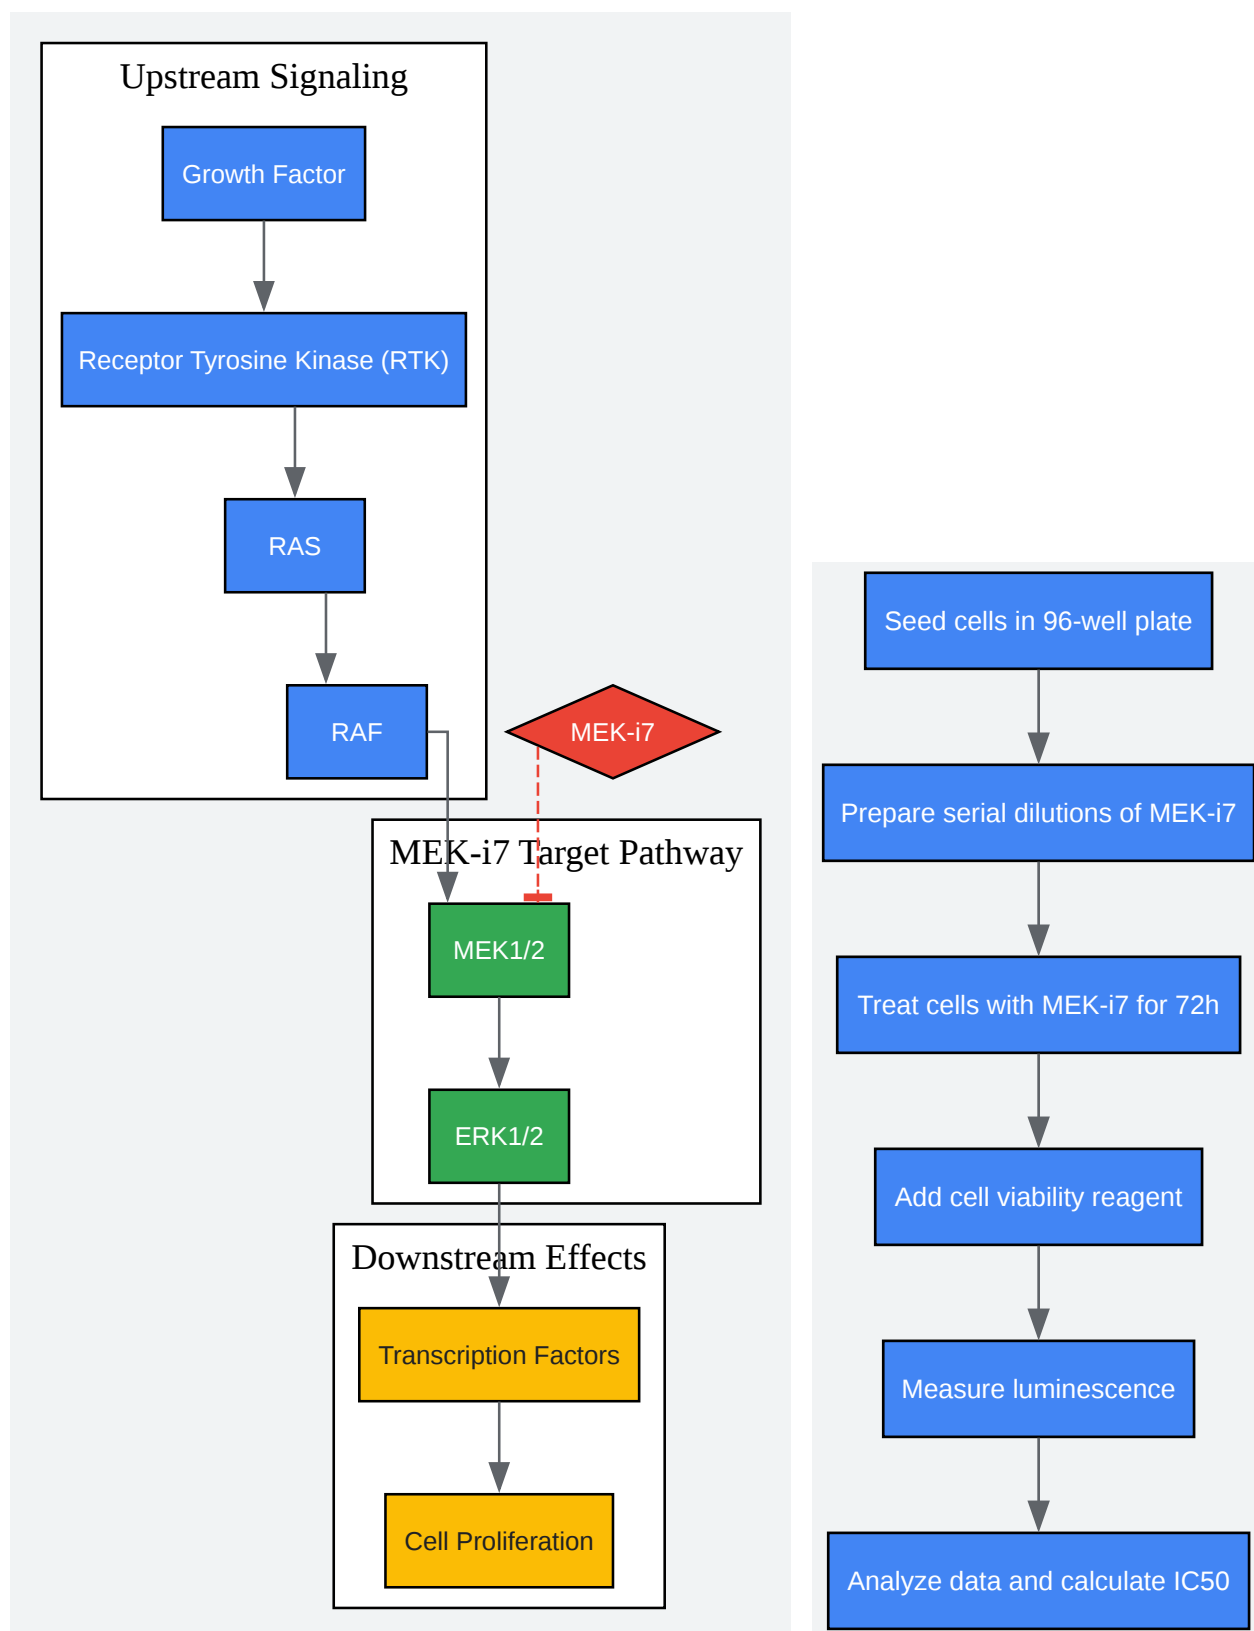 Upstream Signaling
Growth Factor
Receptor Tyrosine Kinase (RTK)
RAS
RAF
MEK-i7
MEK-i7 Target Pathway
MEK1/2
ERK1/2
Downstream Effects
Transcription Factors
Cell Proliferation
Seed cells in 96-well plate
Prepare serial dilutions of MEK-i7
Treat cells with MEK-i7 for 72h
Add cell viability reagent
Measure luminescence
Analyze data and calculate IC50